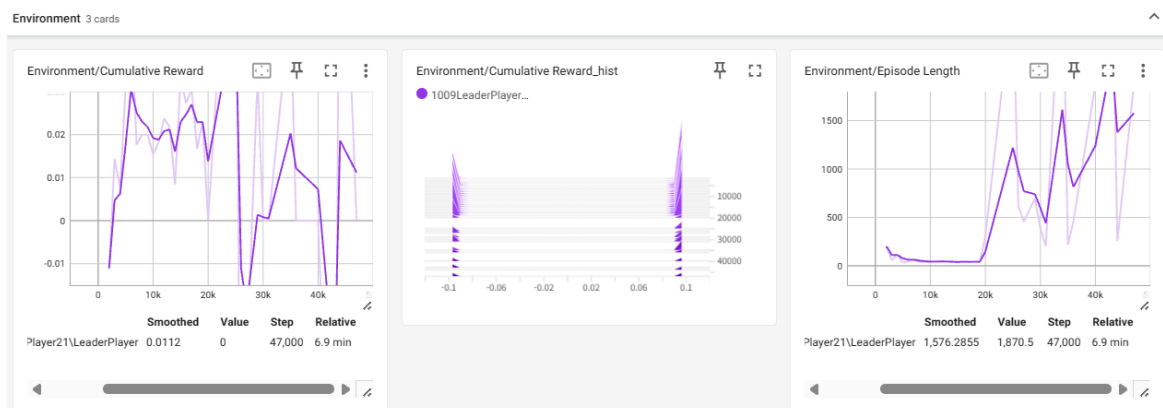 Environment 3 cards
Environment/Cumulative Reward
0.02
0.01
0
-0.01
0 10k 20k 30k 40k
Smoothed Value Step Relative
Player21\LeaderPlayer 0.0112 0 47,000 6.9 min
Environment/Cumulative Reward_hist
1009LeaderPlayer...
10000
20000
30000
40000
-0.1 -0.06 -0.02 0.02 0.06 0.1
Environment/Episode Length
1500
1000
500
0
0 10k 20k 30k 40k
Smoothed Value Step Relative
Player21\LeaderPlayer 1,576.2855 1,870.5 47,000 6.9 min